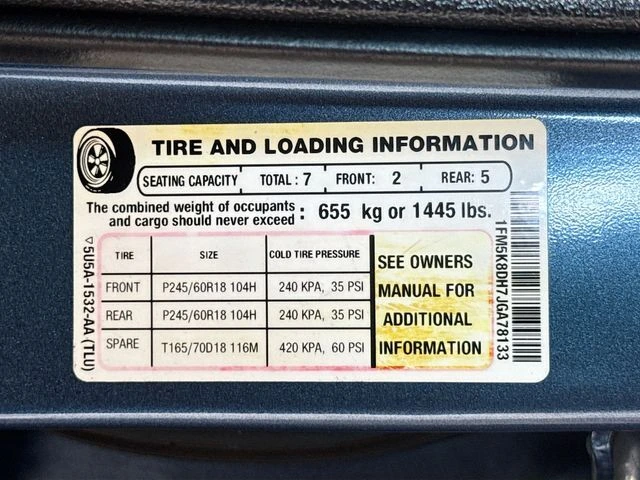 TIRE AND LOADING INFORMATION
SEATING CAPACITY TOTAL : 7 FRONT: 2 REAR: 5
The combined weight of occupants
and cargo should never exceed : 655 kg or 1445 lbs.
TIRE SIZE COLD TIRE PRESSURE
FRONT P245/60R18 104H 240 KPA, 35 PSI
REAR P245/60R18 104H 240 KPA, 35 PSI
SPARE T165/70D18 116M 420 KPA, 60 PSI
SEE OWNERS
MANUAL FOR
ADDITIONAL
INFORMATION
5U5A-1532-AA (TLU)
1FM5K8DH7JGA78133